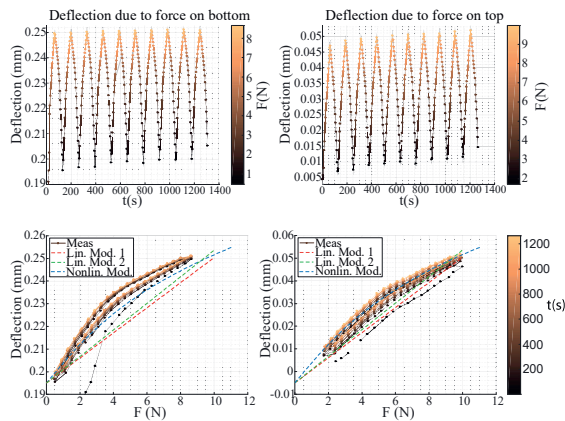 Deflection due to force on bottom
Deflection due to force on top
0.25
0.24
0.23
0.22
0.21
0.2
0.19
Deflection (mm)
0 200 400 600 800 1000 1200 1400
t(s)
8
7
6
5
4
3
2
1
F(N)
0.05
0.045
0.04
0.035
0.03
0.025
0.02
0.015
0.01
0.005
Deflection (mm)
0 200 400 600 800 1000 1200 1400
t(s)
9
8
7
6
5
4
3
2
F(N)
0.26
0.25
0.24
0.23
0.22
0.21
0.2
0.19
Deflection (mm)
Meas
Lin. Mod. 1
Lin. Mod. 2
Nonlin. Mod.
0 2 4 6 8 10 12
F (N)
0.06
0.05
0.04
0.03
0.02
0.01
0
-0.01
Deflection (mm)
Meas
Lin. Mod. 1
Lin. Mod. 2
Nonlin. Mod.
0 2 4 6 8 10 12
F (N)
1200
1000
800
600
400
200
t(s)